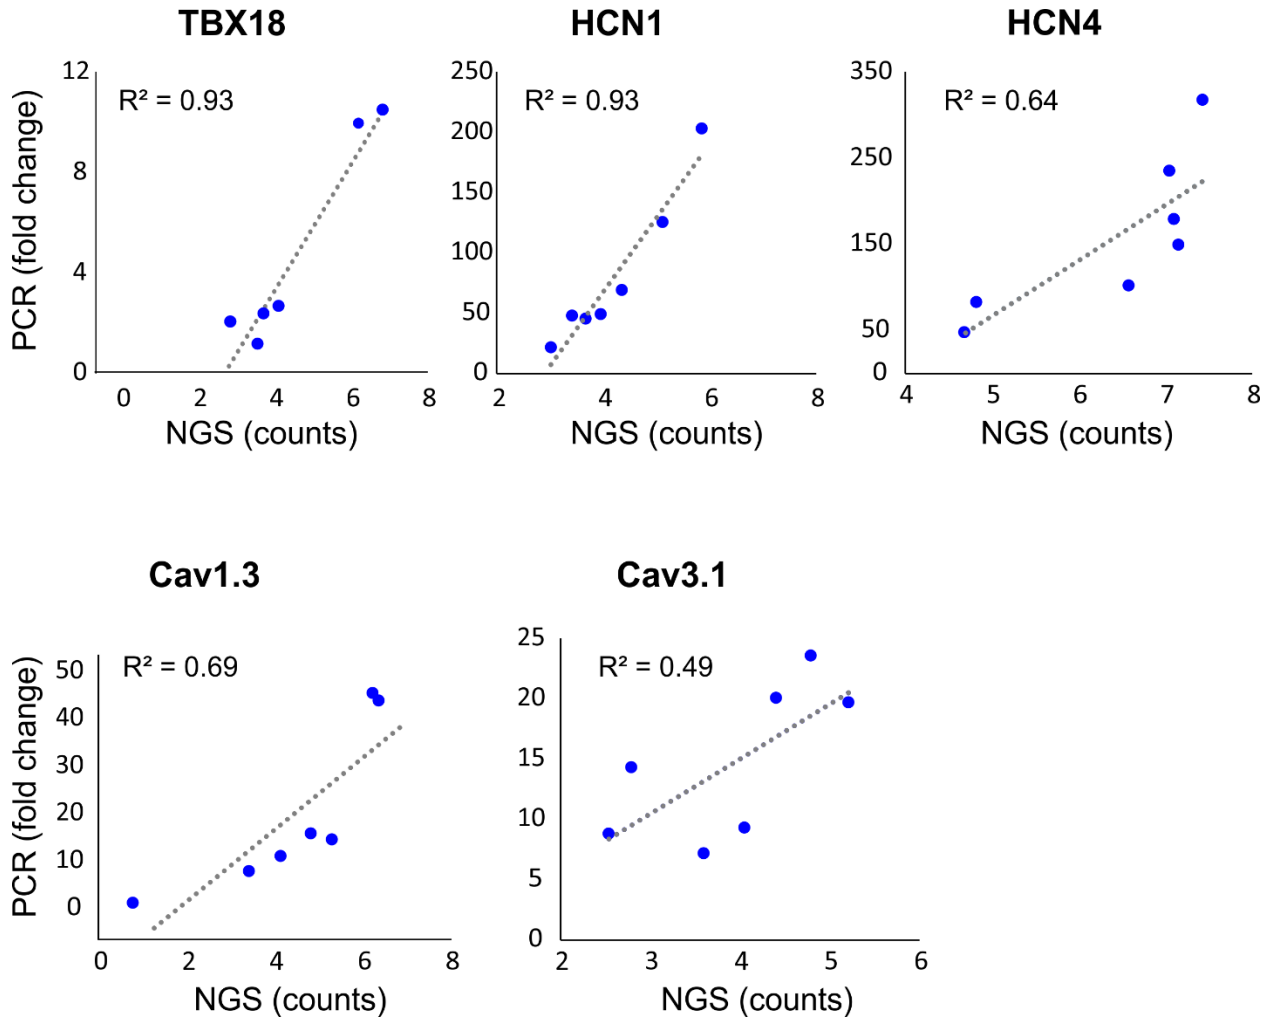 TBX18
HCN1
HCN4
PCR (fold change)
R² = 0.93
12
8
4
0
0 2 4 6 8
NGS (counts)
R² = 0.93
250
200
150
100
50
0
2 4 6 8
NGS (counts)
R² = 0.64
350
250
150
50
0
4 5 6 7 8
NGS (counts)
Cav1.3
Cav3.1
PCR (fold change)
R² = 0.69
50
40
30
20
10
0
0 2 4 6 8
NGS (counts)
R² = 0.49
25
20
15
10
5
0
2 3 4 5 6
NGS (counts)